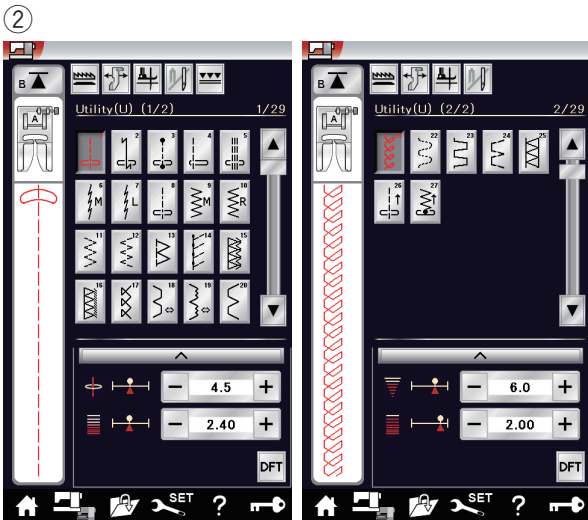 ②
B
A
Utility(U) (1/2) 1/29
2 3 4 5
6 M 7 L 8 9 M 10 R
11 12 13 14 15
16 17 18 19 20
4.5
2.40
DFT
SET
?
B
A
Utility(U) (2/2) 2/29
22 23 24 25
26 27
6.0
2.00
DFT
SET
?